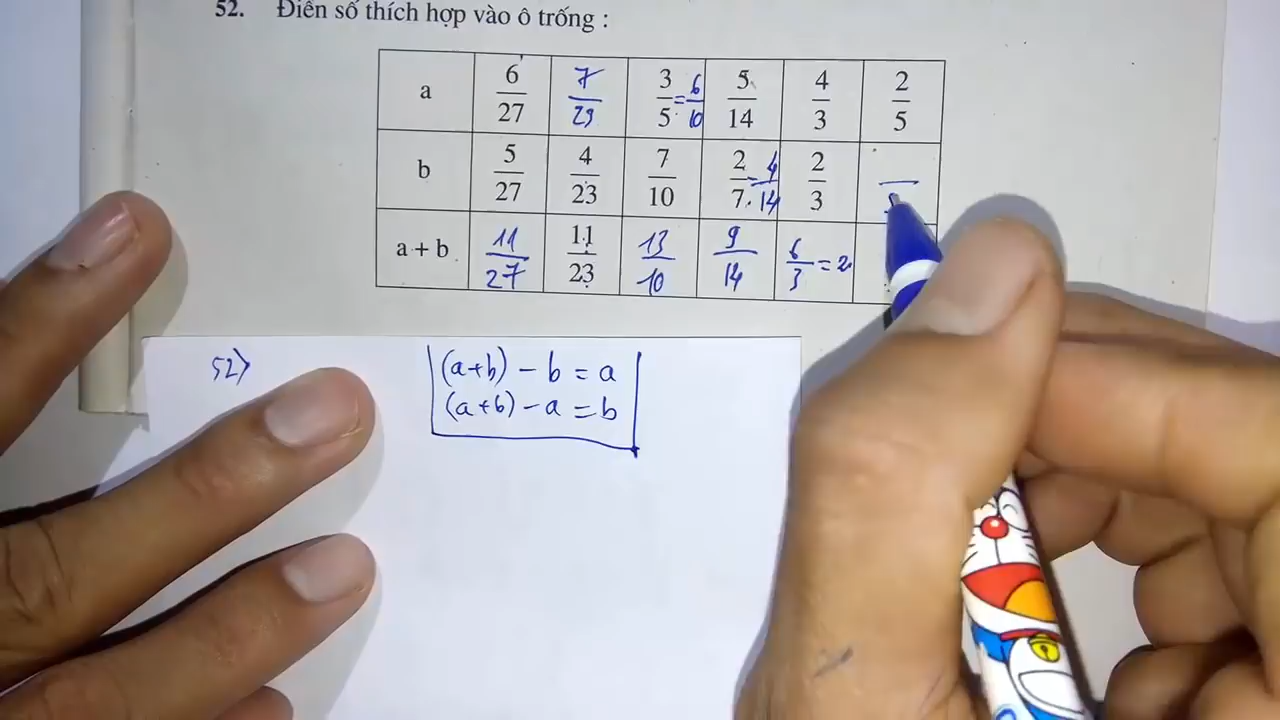 52. Điền số thích hợp vào ô trống :
a 6/27 7/23 3/5 = 6/10 5/14 4/3 2/5
b 5/27 4/23 7/10 2/7 = 4/14 2/3
a + b 11/27 11/23 13/10 9/14 6/3 = 2
52)
(a+b) - b = a
(a+b) - a = b